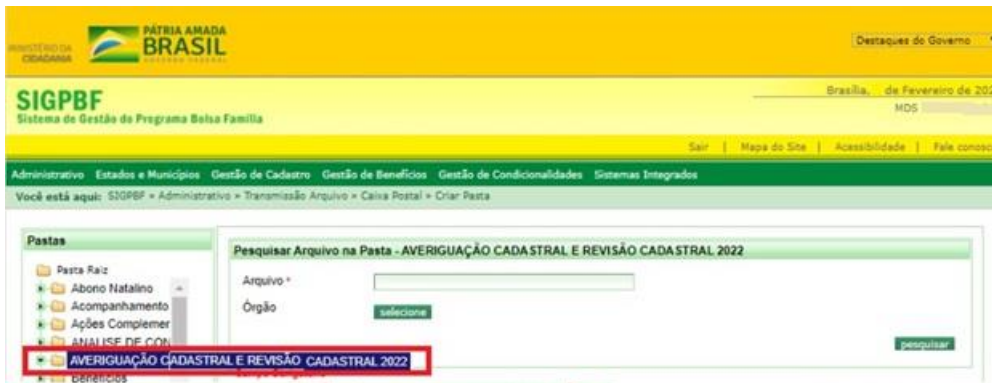 MINISTÉRIO DA
CIDADANIA
PÁTRIA AMADA
BRASIL
GOVERNO FEDERAL
Destaques do Governo
SIGPBF
Sistema de Gestão do Programa Bolsa Família
Brasília, de Fevereiro de 202
MDS
Sair | Mapa do Site | Acessibilidade | Fale conosc
Administrativo Estados e Municípios Gestão de Cadastro Gestão de Benefícios Gestão de Condicionalidades Sistemas Integrados
Você está aqui: SIGPBF » Administrativo » Transmissão Arquivo » Caixa Postal » Criar Pasta
Pastas
Pasta Raiz
Abono Natalino
Acompanhamento
Ações Complemer
ANALISE DE CON
AVERIGUAÇÃO CADASTRAL E REVISÃO CADASTRAL 2022
Benefícios
Pesquisar Arquivo na Pasta - AVERIGUAÇÃO CADASTRAL E REVISÃO CADASTRAL 2022
Arquivo *
Órgão selecione
pesquisar